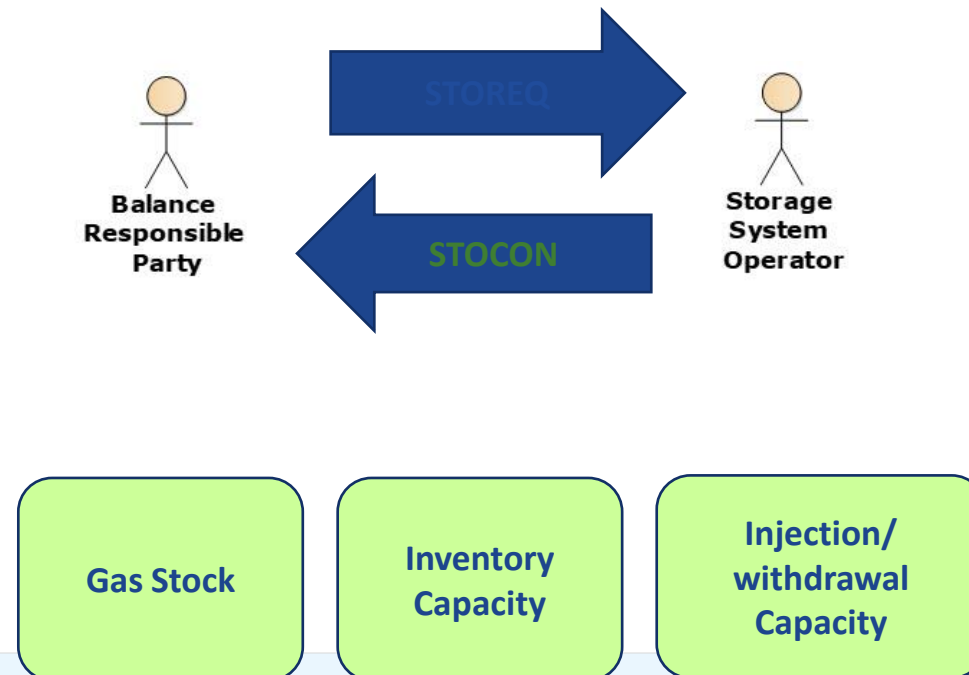 STOREQ
Balance
Responsible
Party
Storage
System
Operator
STOCON
Gas Stock
Inventory
Capacity
Injection/
withdrawal
Capacity